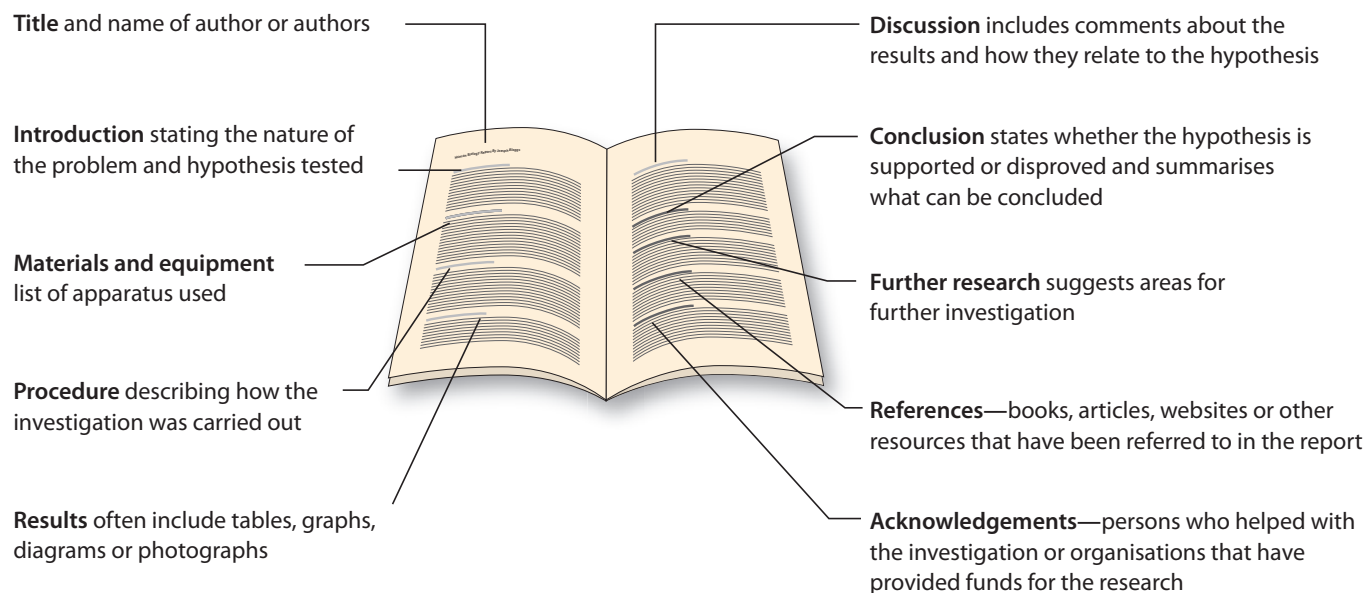 Title and name of author or authors
Introduction stating the nature of
the problem and hypothesis tested
Materials and equipment
list of apparatus used
Procedure describing how the
investigation was carried out
Results often include tables, graphs,
diagrams or photographs
Discussion includes comments about the
results and how they relate to the hypothesis
Conclusion states whether the hypothesis is
supported or disproved and summarises
what can be concluded
Further research suggests areas for
further investigation
References—books, articles, websites or other
resources that have been referred to in the report
Acknowledgements—persons who helped with
the investigation or organisations that have
provided funds for the research